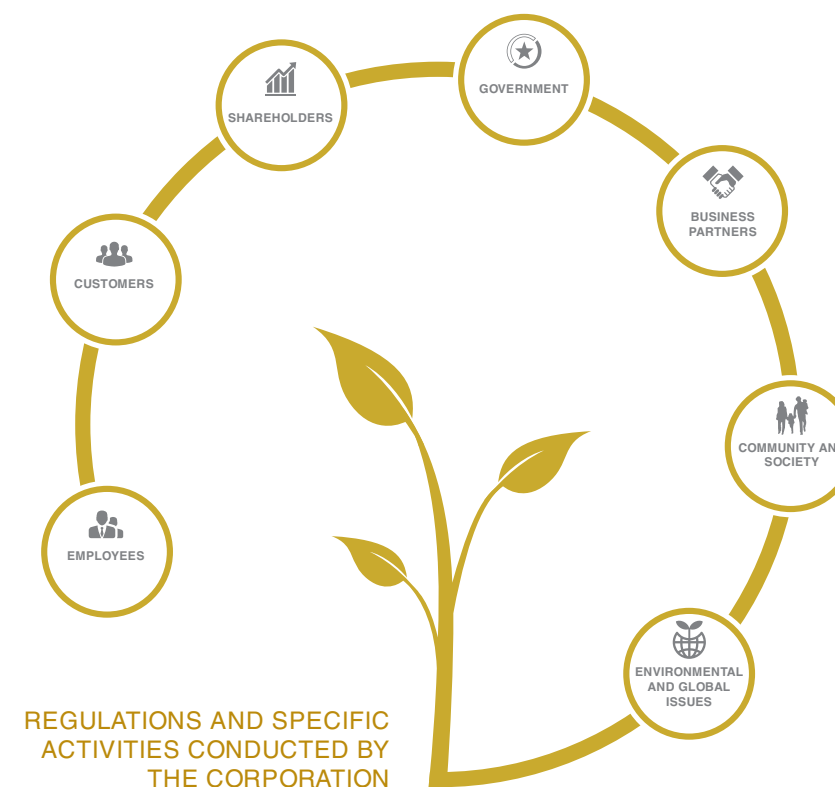 GOVERNMENT
SHAREHOLDERS
BUSINESS
PARTNERS
CUSTOMERS
COMMUNITY AN
SOCIETY
EMPLOYEES
ENVIRONMENTAL
AND GLOBAL
ISSUES
REGULATIONS AND SPECIFIC
ACTIVITIES CONDUCTED BY
THE CORPORATION